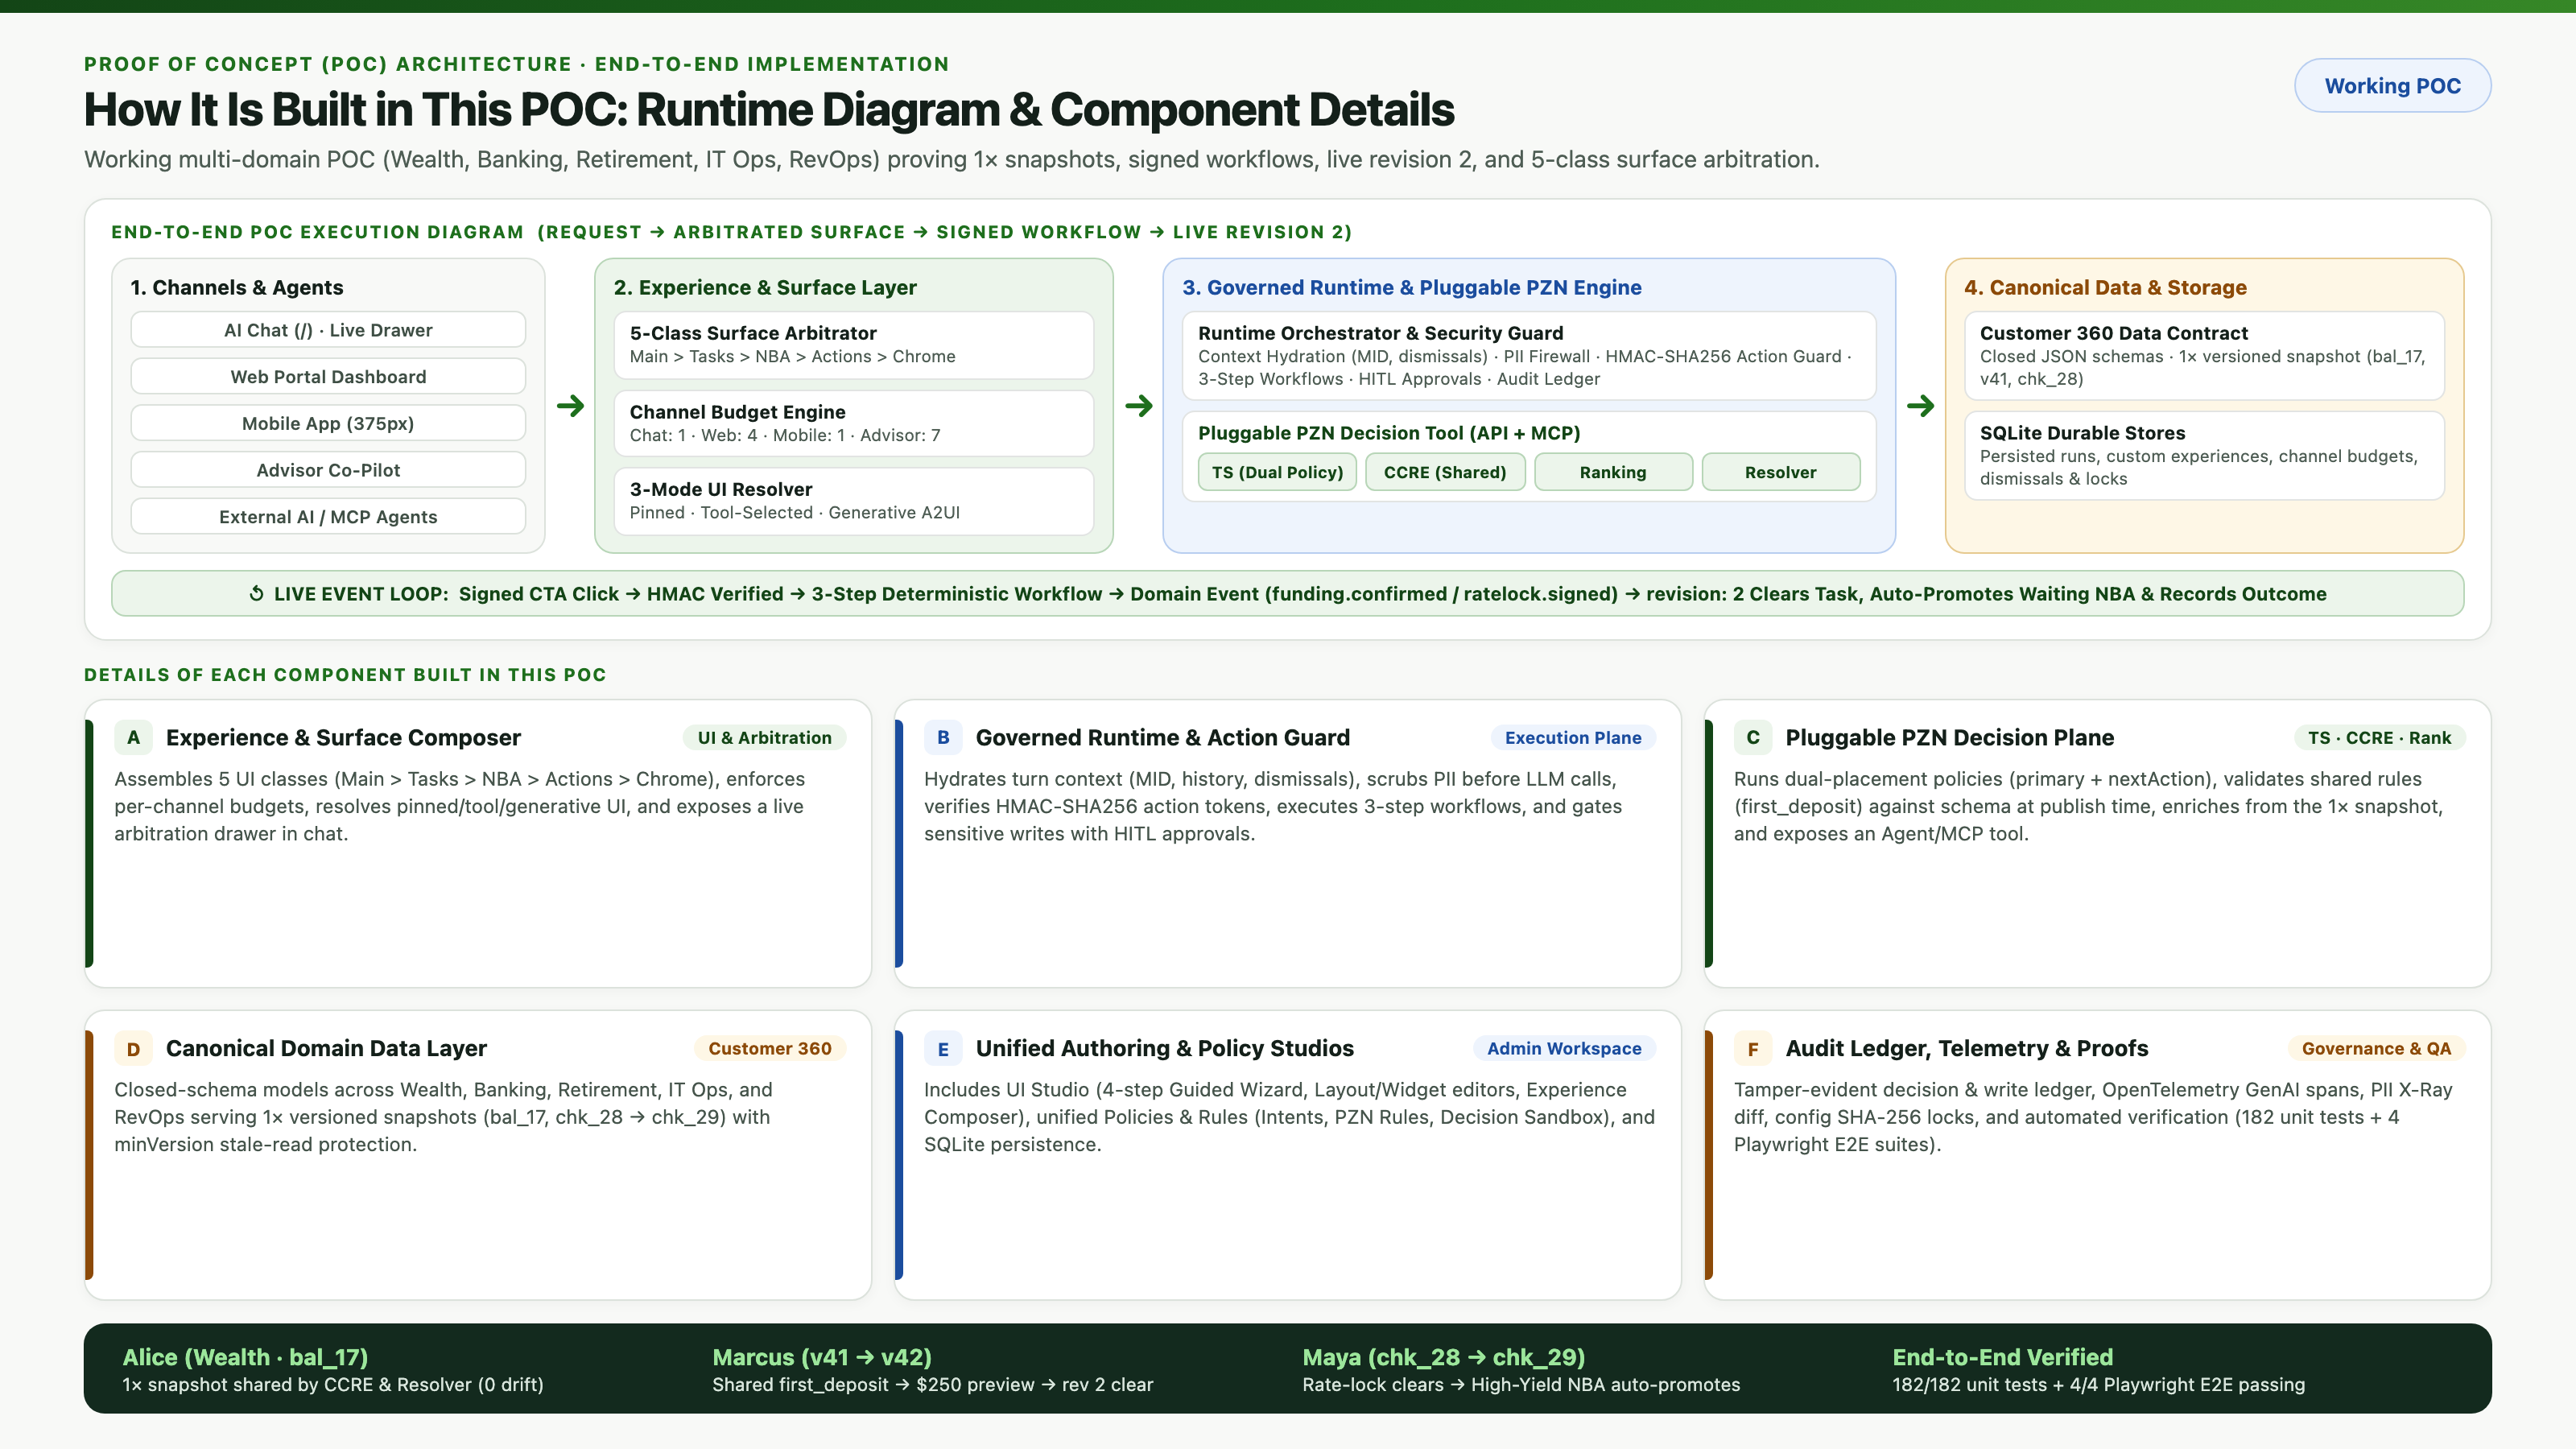 PROOF OF CONCEPT (POC) ARCHITECTURE · END-TO-END IMPLEMENTATION
How It Is Built in This POC: Runtime Diagram & Component Details
Working POC
Working multi-domain POC (Wealth, Banking, Retirement, IT Ops, RevOps) proving 1× snapshots, signed workflows, live revision 2, and 5-class surface arbitration.
END-TO-END POC EXECUTION DIAGRAM (REQUEST → ARBITRATED SURFACE → SIGNED WORKFLOW → LIVE REVISION 2)
1. Channels & Agents
AI Chat (/) · Live Drawer
Web Portal Dashboard
Mobile App (375px)
Advisor Co-Pilot
External AI / MCP Agents
→
2. Experience & Surface Layer
5-Class Surface Arbitrator
Main > Tasks > NBA > Actions > Chrome
Channel Budget Engine
Chat: 1 · Web: 4 · Mobile: 1 · Advisor: 7
3-Mode UI Resolver
Pinned · Tool-Selected · Generative A2UI
→
3. Governed Runtime & Pluggable PZN Engine
Runtime Orchestrator & Security Guard
Context Hydration (MID, dismissals) · PII Firewall · HMAC-SHA256 Action Guard ·
3-Step Workflows · HITL Approvals · Audit Ledger
Pluggable PZN Decision Tool (API + MCP)
TS (Dual Policy)
CCRE (Shared)
Ranking
Resolver
→
4. Canonical Data & Storage
Customer 360 Data Contract
Closed JSON schemas · 1× versioned snapshot (bal_17,
v41, chk_28)
SQLite Durable Stores
Persisted runs, custom experiences, channel budgets,
dismissals & locks
↺ LIVE EVENT LOOP: Signed CTA Click → HMAC Verified → 3-Step Deterministic Workflow → Domain Event (funding.confirmed / ratelock.signed) → revision: 2 Clears Task, Auto-Promotes Waiting NBA & Records Outcome
DETAILS OF EACH COMPONENT BUILT IN THIS POC
A Experience & Surface Composer
UI & Arbitration
Assembles 5 UI classes (Main > Tasks > NBA > Actions > Chrome), enforces
per-channel budgets, resolves pinned/tool/generative UI, and exposes a live
arbitration drawer in chat.
B Governed Runtime & Action Guard
Execution Plane
Hydrates turn context (MID, history, dismissals), scrubs PII before LLM calls,
verifies HMAC-SHA256 action tokens, executes 3-step workflows, and gates
sensitive writes with HITL approvals.
C Pluggable PZN Decision Plane
TS · CCRE · Rank
Runs dual-placement policies (primary + nextAction), validates shared rules
(first_deposit) against schema at publish time, enriches from the 1× snapshot,
and exposes an Agent/MCP tool.
D Canonical Domain Data Layer
Customer 360
Closed-schema models across Wealth, Banking, Retirement, IT Ops, and
RevOps serving 1× versioned snapshots (bal_17, chk_28 → chk_29) with
minVersion stale-read protection.
E Unified Authoring & Policy Studios
Admin Workspace
Includes UI Studio (4-step Guided Wizard, Layout/Widget editors, Experience
Composer), unified Policies & Rules (Intents, PZN Rules, Decision Sandbox), and
SQLite persistence.
F Audit Ledger, Telemetry & Proofs
Governance & QA
Tamper-evident decision & write ledger, OpenTelemetry GenAI spans, PII X-Ray
diff, config SHA-256 locks, and automated verification (182 unit tests + 4
Playwright E2E suites).
Alice (Wealth · bal_17)
1× snapshot shared by CCRE & Resolver (0 drift)
Marcus (v41 → v42)
Shared first_deposit → $250 preview → rev 2 clear
Maya (chk_28 → chk_29)
Rate-lock clears → High-Yield NBA auto-promotes
End-to-End Verified
182/182 unit tests + 4/4 Playwright E2E passing